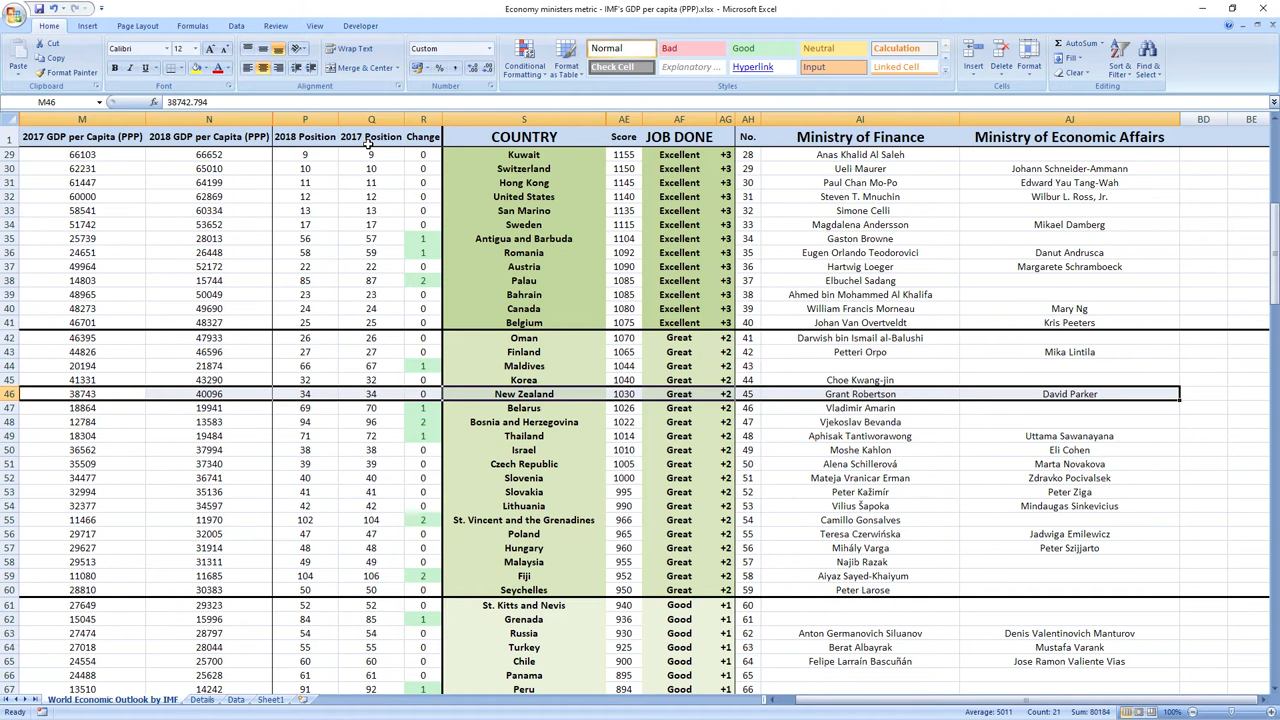 Economy ministers metric - IMF's GDP per capita (PPP).xlsx - Microsoft Excel
Home Insert Page Layout Formulas Data Review View Developer
Cut Calibri 12 Wrap Text Custom Normal Bad Good Neutral Calculation AutoSum
Copy Fill
Paste Format Painter Merge & Center Conditional Formatting Format as Table Check Cell Explanatory ... Hyperlink Input Linked Cell Insert Delete Format Clear Sort & Filter Find & Select
Clipboard Font Alignment Number Styles Cells Editing
M46 38742.794
M N P Q R S AE AF AG AH AI AJ BD BE
1 2017 GDP per Capita (PPP) 2018 GDP per Capita (PPP) 2018 Position 2017 Position Change COUNTRY Score JOB DONE No. Ministry of Finance Ministry of Economic Affairs
29 66103 66652 9 9 0 Kuwait 1155 Excellent +3 28 Anas Khalid Al Saleh
30 62231 65010 10 10 0 Switzerland 1150 Excellent +3 29 Ueli Maurer Johann Schneider-Ammann
31 61447 64199 11 11 0 Hong Kong 1145 Excellent +3 30 Paul Chan Mo-Po Edward Yau Tang-Wah
32 60000 62869 12 12 0 United States 1140 Excellent +3 31 Steven T. Mnuchin Wilbur L. Ross, Jr.
33 58541 60334 13 13 0 San Marino 1135 Excellent +3 32 Simone Celli
34 51742 53652 17 17 0 Sweden 1115 Excellent +3 33 Magdalena Andersson Mikael Damberg
35 25739 28013 56 57 1 Antigua and Barbuda 1104 Excellent +3 34 Gaston Browne
36 24651 26448 58 59 1 Romania 1092 Excellent +3 35 Eugen Orlando Teodorovici Danut Andrusca
37 49964 52172 22 22 0 Austria 1090 Excellent +3 36 Hartwig Loeger Margarete Schramboeck
38 14803 15744 85 87 2 Palau 1085 Excellent +3 37 Elbuchel Sadang
39 48965 50049 23 23 0 Bahrain 1085 Excellent +3 38 Ahmed bin Mohammed Al Khalifa
40 48273 49690 24 24 0 Canada 1080 Excellent +3 39 William Francis Morneau Mary Ng
41 46701 48327 25 25 0 Belgium 1075 Excellent +3 40 Johan Van Overtveldt Kris Peeters
42 46395 47933 26 26 0 Oman 1070 Great +2 41 Darwish bin Ismail al-Balushi
43 44826 46596 27 27 0 Finland 1065 Great +2 42 Petteri Orpo Mika Lintila
44 20194 21874 66 67 1 Maldives 1044 Great +2 43
45 41331 43290 32 32 0 Korea 1040 Great +2 44 Choe Kwang-jin
46 38743 40096 34 34 0 New Zealand 1030 Great +2 45 Grant Robertson David Parker
47 18864 19941 69 70 1 Belarus 1026 Great +2 46 Vladimir Amarin
48 12784 13583 94 96 2 Bosnia and Herzegovina 1022 Great +2 47 Vjekoslav Bevanda
49 18304 19484 71 72 1 Thailand 1014 Great +2 48 Aphisak Tantiworawong Uttama Sawanayana
50 36562 37994 38 38 0 Israel 1010 Great +2 49 Moshe Kahlon Eli Cohen
51 35509 37340 39 39 0 Czech Republic 1005 Great +2 50 Alena Schillerová Marta Novakova
52 34477 36741 40 40 0 Slovenia 1000 Great +2 51 Mateja Vranicar Erman Zdravko Pocivalsek
53 32994 35136 41 41 0 Slovakia 995 Great +2 52 Peter Kažimír Peter Ziga
54 32377 34597 42 42 0 Lithuania 990 Great +2 53 Vilius Šapoka Mindaugas Sinkevicius
55 11466 11970 102 104 2 St. Vincent and the Grenadines 966 Great +2 54 Camillo Gonsalves
56 29717 32005 47 47 0 Poland 965 Great +2 55 Teresa Czerwińska Jadwiga Emilewicz
57 29627 31914 48 48 0 Hungary 960 Great +2 56 Mihály Varga Peter Szijjarto
58 29513 31311 49 49 0 Malaysia 955 Great +2 57 Najib Razak
59 11080 11685 104 106 2 Fiji 952 Great +2 58 Aiyaz Sayed-Khaiyum
60 28810 30383 50 50 0 Seychelles 950 Great +2 59 Peter Larose
61 27649 29323 52 52 0 St. Kitts and Nevis 940 Good +1 60
62 15045 15996 84 85 1 Grenada 936 Good +1 61
63 27474 28797 54 54 0 Russia 930 Good +1 62 Anton Germanovich Siluanov Denis Valentinovich Manturov
64 27018 28044 55 55 0 Turkey 925 Good +1 63 Berat Albayrak Mustafa Varank
65 24554 25700 60 60 0 Chile 900 Good +1 64 Felipe Larraín Bascuñán Jose Ramon Valiente Vias
66 24488 25675 61 61 0 Panama 895 Good +1 65
67 13510 14242 91 92 1 Peru 894 Good +1 66
World Economic Outlook by IMF Details Data Sheet1
Ready Average: 5011 Count: 21 Sum: 80184 100%